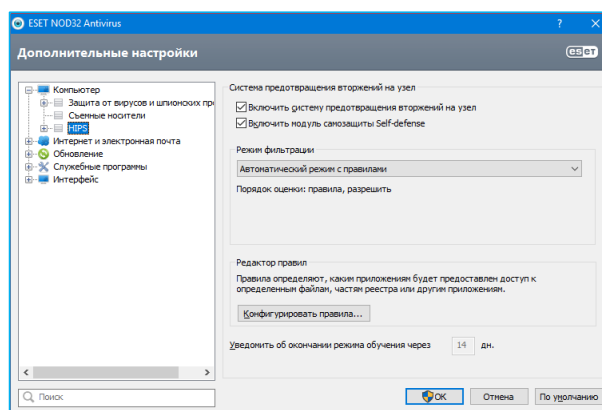 ESET NOD32 Antivirus
Дополнительные настройки
eset
Компьютер
Защита от вирусов и шпионских пр
Съемные носители
HIPS
Интернет и электронная почта
Обновление
Служебные программы
Интерфейс
Поиск
Система предотвращения вторжений на узел
Включить систему предотвращения вторжений на узел
Включить модуль самозащиты Self-defense
Режим фильтрации
Автоматический режим с правилами
Порядок оценки: правила, разрешить
Редактор правил
Правила определяют, каким приложениям будет предоставлен доступ к
определенным файлам, частям реестра или другим приложениям.
Конфигурировать правила...
Уведомить об окончании режима обучения через 14 дн.
OK Отмена По умолчанию